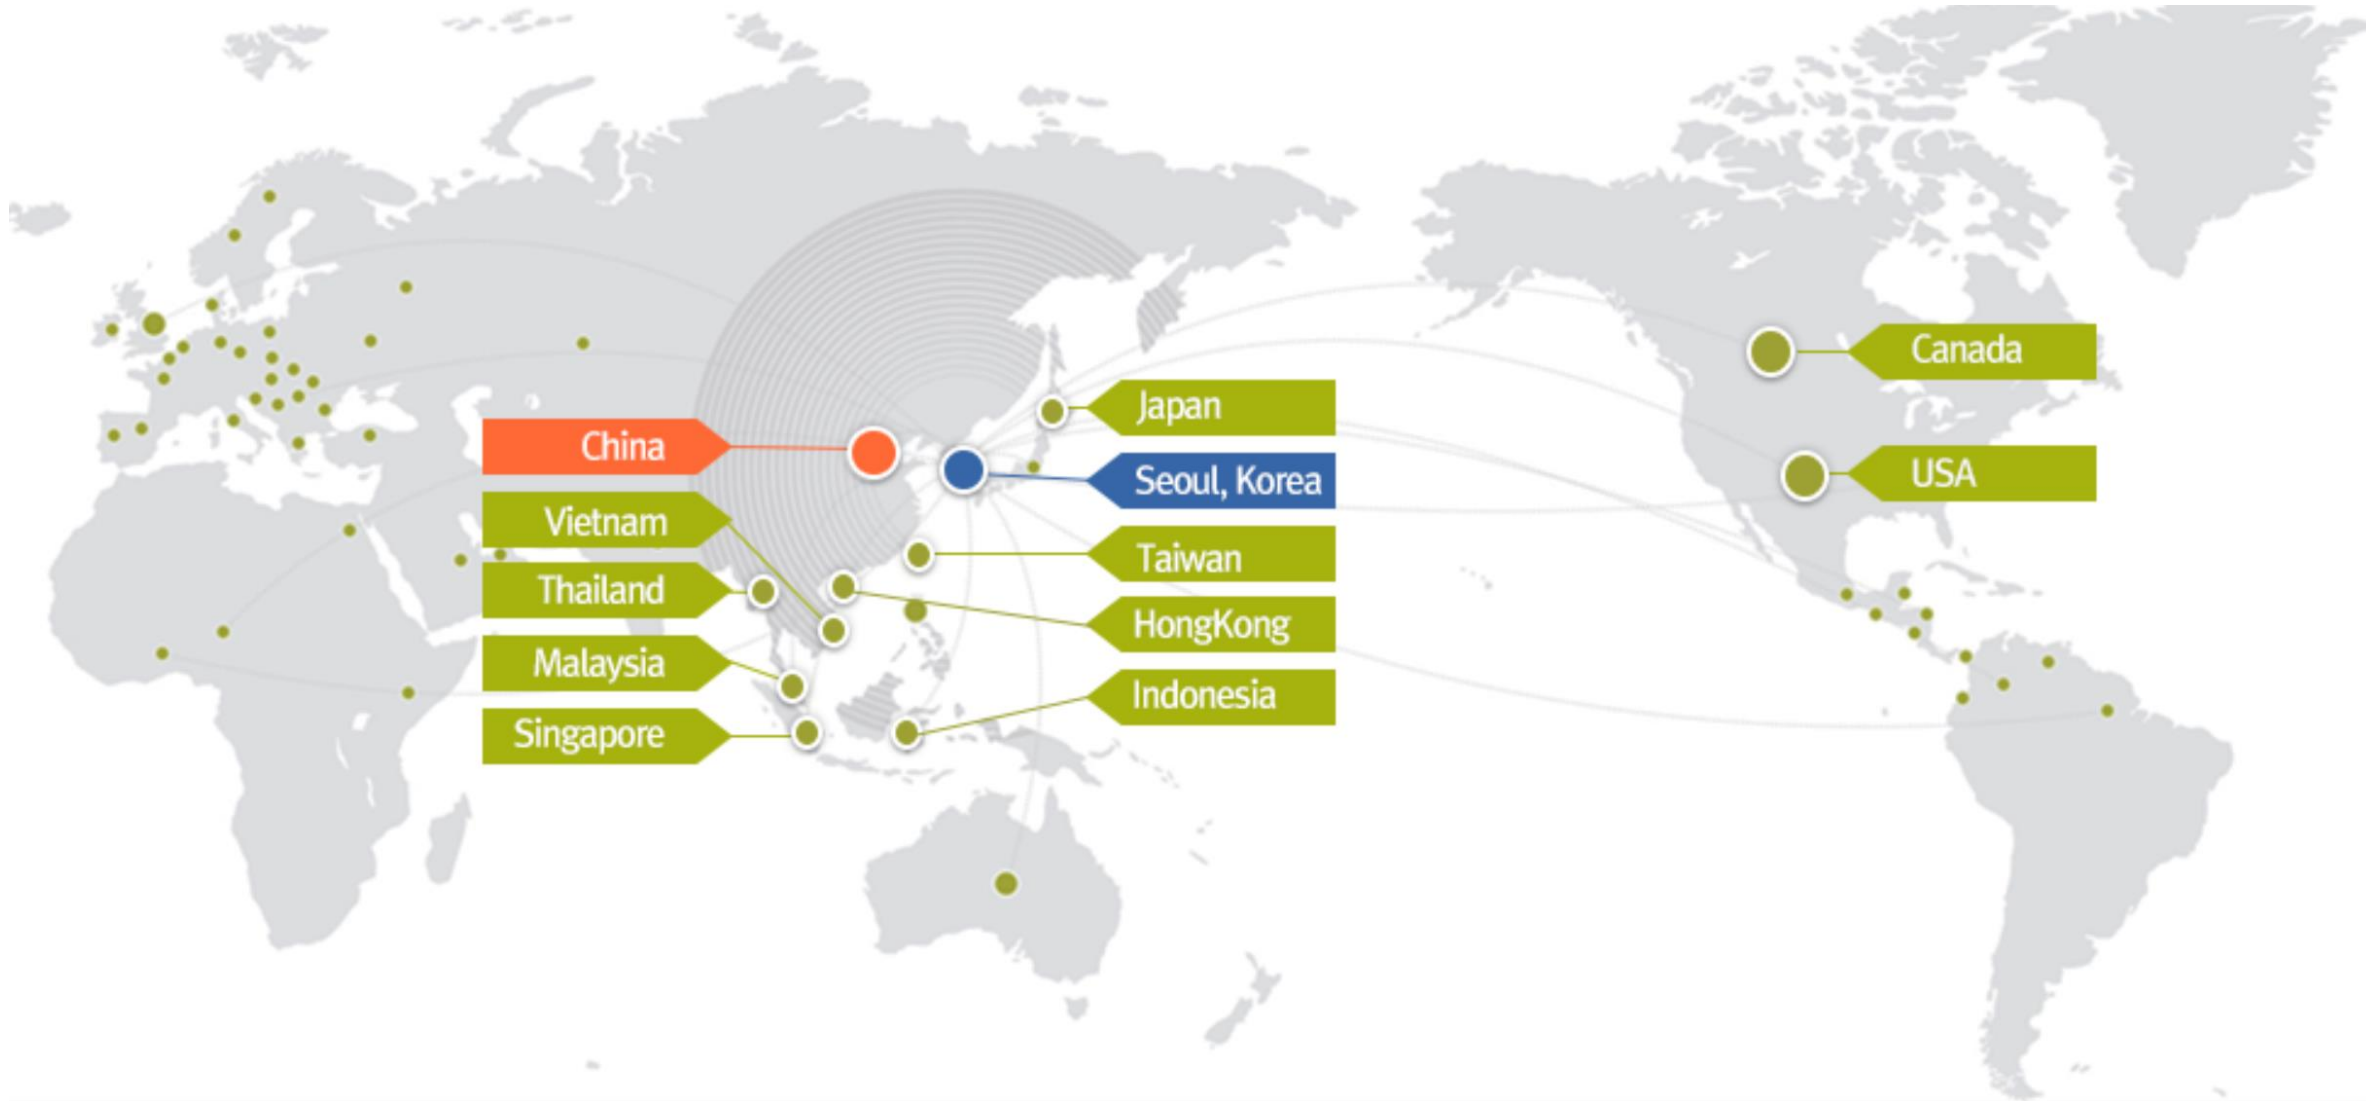 China
Vietnam
Thailand
Malaysia
Singapore
Japan
Seoul, Korea
Taiwan
HongKong
Indonesia
Canada
USA